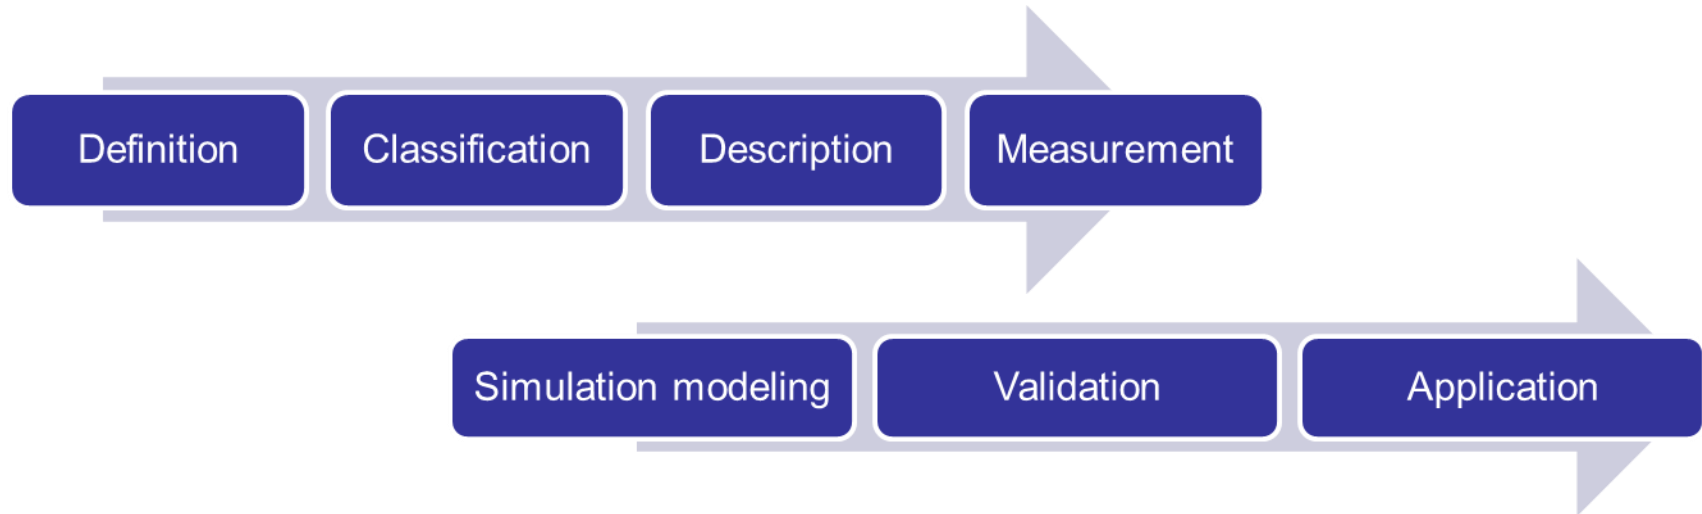 Definition
Classification
Description
Measurement
Simulation modeling
Validation
Application